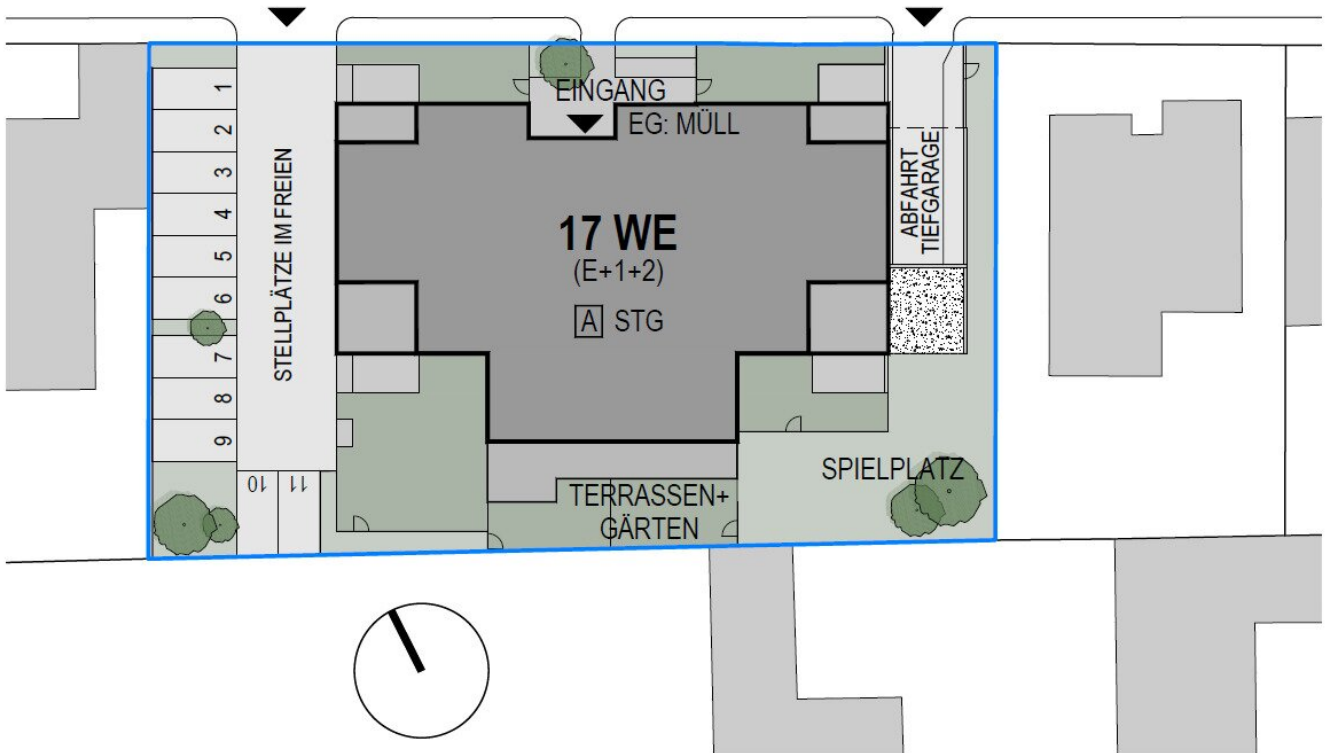 1
2
3
4
5
6
7
8
9
10
11
STELLPLÄTZE IM FREIEN
EINGANG
EG: MÜLL
17 WE
(E+1+2)
A STG
ABFAHRT
TIEFGARAGE
SPIELPLATZ
TERRASSEN+
GÄRTEN